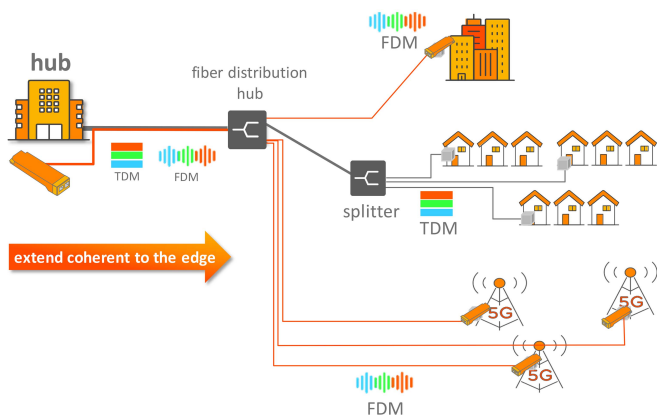 FDM
hub
fiber distribution
hub
TDM
FDM
splitter
TDM
extend coherent to the edge
5G
5G
5G
FDM